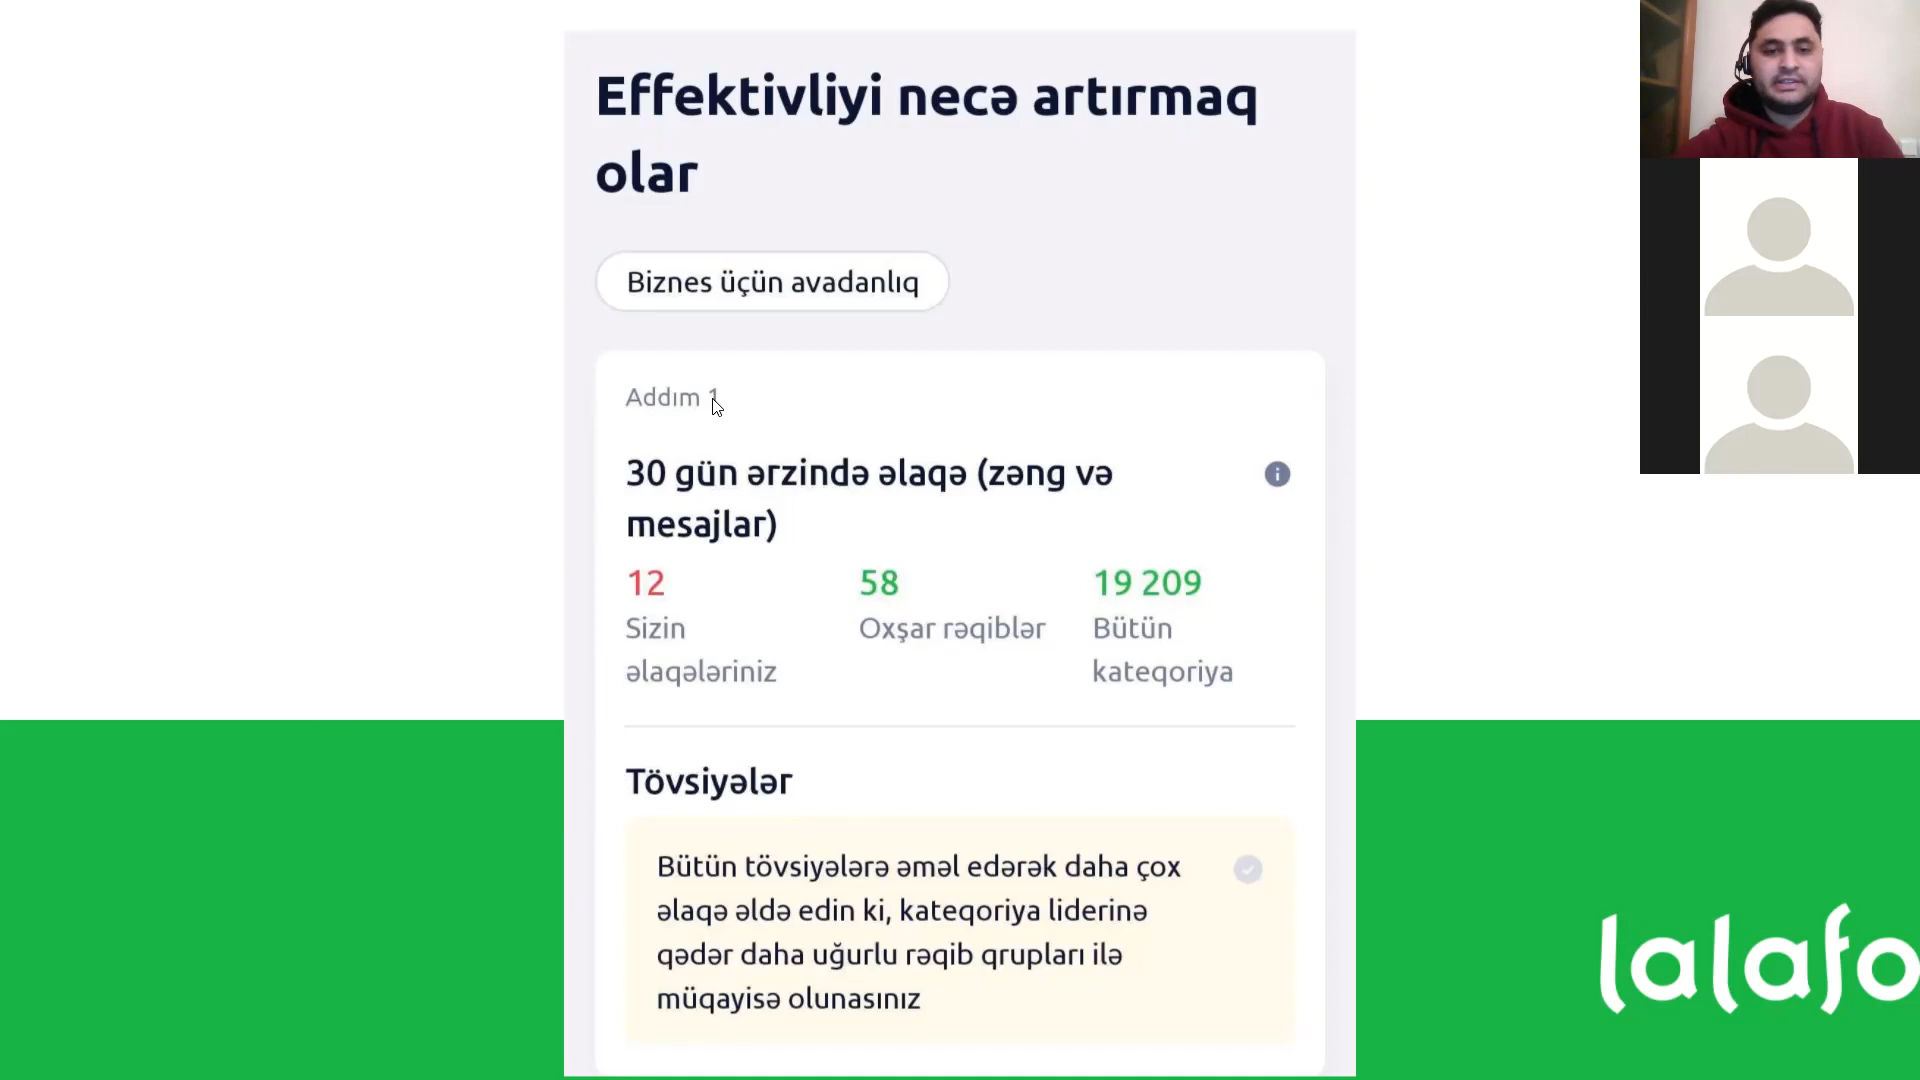 Effektivliyi necə artırmaq
olar
Biznes üçün avadanlıq
Addım 1
30 gün ərzində əlaqə (zəng və
mesajlar)
12 58 19 209
Sizin Oxşar rəqiblər Bütün
əlaqələriniz kateqoriya
Tövsiyələr
Bütün tövsiyələrə əməl edərək daha çox
əlaqə əldə edin ki, kateqoriya liderinə
qədər daha uğurlu rəqib qrupları ilə
müqayisə olunasınız
lalafo